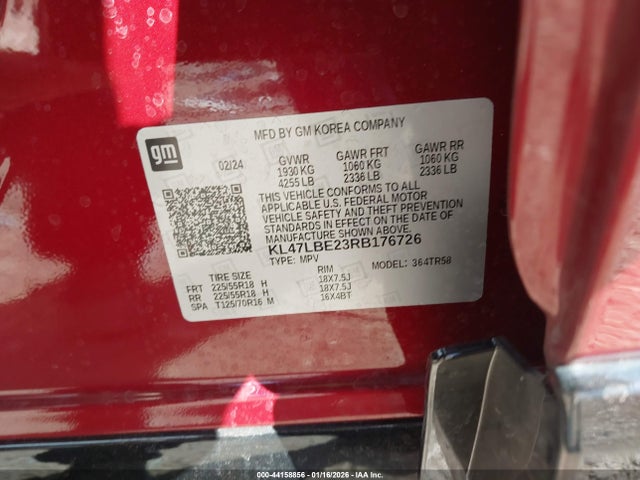 MFD BY GM KOREA COMPANY
gm
02/24
GVWR GAWR FRT GAWR RR
1930 KG 1060 KG 1060 KG
4255 LB 2336 LB 2336 LB
THIS VEHICLE CONFORMS TO ALL
APPLICABLE U.S. FEDERAL MOTOR
VEHICLE SAFETY AND THEFT PREVENTION
STANDARDS IN EFFECT ON THE DATE OF
MANUFACTURE SHOWN ABOVE.
KL47LBE23RB176726
TYPE: MPV MODEL: 364TR58
TIRE SIZE RIM
FRT 225/55R18 H 18X7.5J
RR 225/55R18 H 18X7.5J
SPA T125/70R16 M 16X4BT
000-44158856 - 01/16/2026 - IAA Inc.